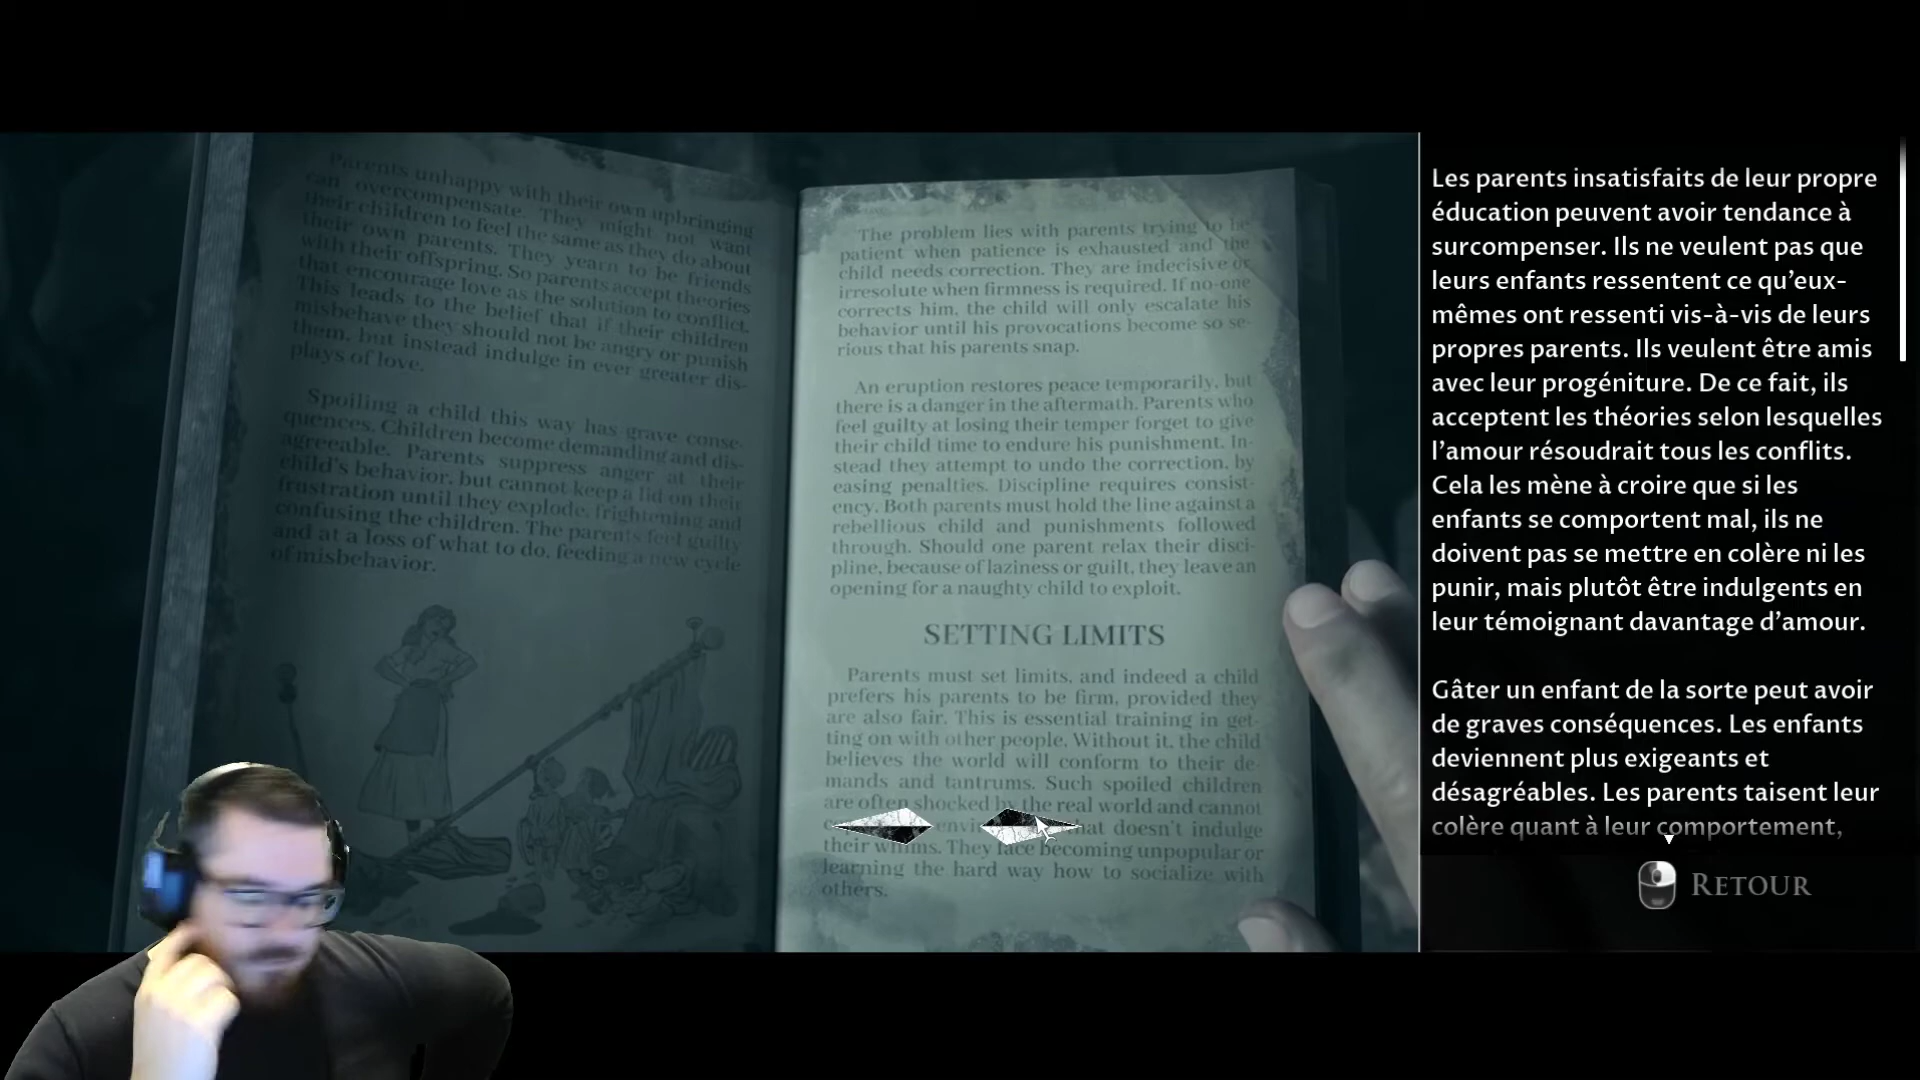 Parents unhappy with their own upbringing
can overcompensate. They might not want
their children to feel the same as they do about
their own parents. They yearn to be friends
with their offspring. So parents accept theories
that encourage love as the solution to conflict.
This leads to the belief that if their children
misbehave they should not be angry or punish
them, but instead indulge in ever greater dis-
plays of love.
Spoiling a child this way has grave conse-
quences. Children become demanding and dis-
agreeable. Parents suppress anger at their
child's behavior, but cannot keep a lid on their
frustration until they explode, frightening and
confusing the children. The parents feel guilty
and at a loss of what to do, feeding a new cycle
of misbehavior.
The problem lies with parents trying to be
patient when patience is exhausted and the
child needs correction. They are indecisive or
irresolute when firmness is required. If no-one
corrects him, the child will only escalate his
behavior until his provocations become so se-
rious that his parents snap.
An eruption restores peace temporarily, but
there is a danger in the aftermath. Parents who
feel guilty at losing their temper forget to give
their child time to endure his punishment. In-
stead they attempt to undo the correction, by
easing penalties. Discipline requires consist-
ency. Both parents must hold the line against a
rebellious child and punishments followed
through. Should one parent relax their disci-
pline, because of laziness or guilt, they leave an
opening for a naughty child to exploit.
SETTING LIMITS
Parents must set limits, and indeed a child
prefers his parents to be firm, provided they
are also fair. This is essential training in get-
ting on with other people. Without it, the child
believes the world will conform to their de-
mands and tantrums. Such spoiled children
are often shocked by the real world and cannot
that doesn't indulge
their whims. They face becoming unpopular or
learning the hard way how to socialize with
others.
Les parents insatisfaits de leur propre
éducation peuvent avoir tendance à
surcompenser. Ils ne veulent pas que
leurs enfants ressentent ce qu'eux-
mêmes ont ressenti vis-à-vis de leurs
propres parents. Ils veulent être amis
avec leur progéniture. De ce fait, ils
acceptent les théories selon lesquelles
l'amour résoudrait tous les conflits.
Cela les mène à croire que si les
enfants se comportent mal, ils ne
doivent pas se mettre en colère ni les
punir, mais plutôt être indulgents en
leur témoignant davantage d'amour.
Gâter un enfant de la sorte peut avoir
de graves conséquences. Les enfants
deviennent plus exigeants et
désagréables. Les parents taisent leur
colère quant à leur comportement,
RETOUR